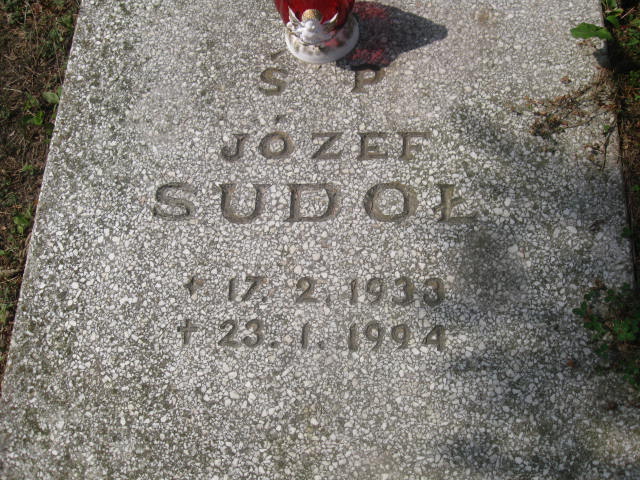 Ś P
JÓZEF
SUDOŁ
* 17. 2. 1933
† 23. 1. 1994